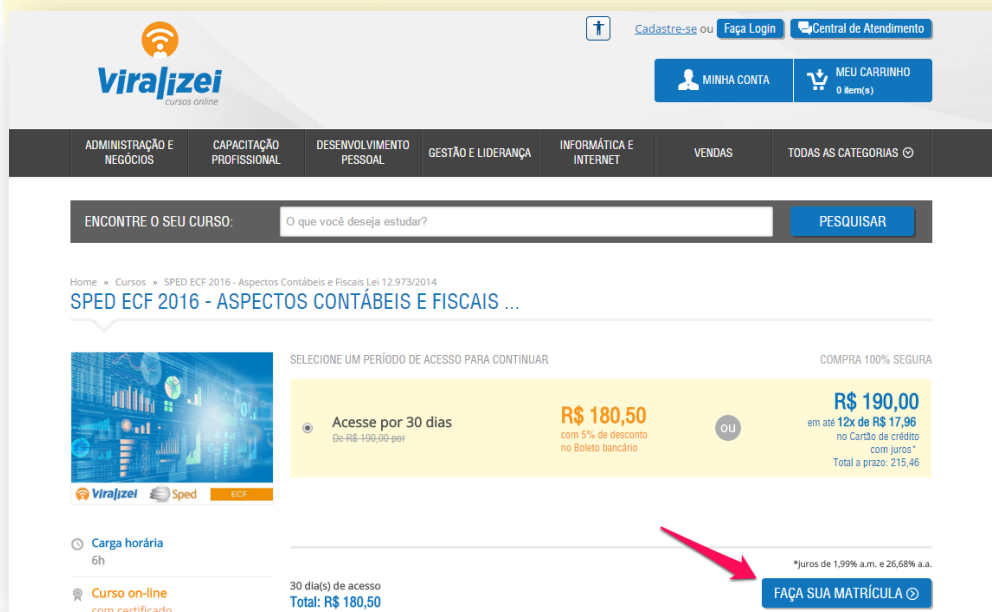 Cadastre-se ou Faça Login Central de Atendimento
Viralizei
cursos online
MINHA CONTA
MEU CARRINHO
0 item(s)
ADMINISTRAÇÃO E
NEGÓCIOS
CAPACITAÇÃO
PROFISSIONAL
DESENVOLVIMENTO
PESSOAL
GESTÃO E LIDERANÇA
INFORMÁTICA E
INTERNET
VENDAS
TODAS AS CATEGORIAS
ENCONTRE O SEU CURSO:
O que você deseja estudar?
PESQUISAR
Home » Cursos » SPED ECF 2016 - Aspectos Contábeis e Fiscais Lei 12.973/2014
SPED ECF 2016 - ASPECTOS CONTÁBEIS E FISCAIS ...
SELECIONE UM PERÍODO DE ACESSO PARA CONTINUAR
COMPRA 100% SEGURA
Acesse por 30 dias
De R$ 190,00 por
R$ 180,50
com 5% de desconto
no Boleto bancário
ou
R$ 190,00
em até 12x de R$ 17,96
no Cartão de crédito
com juros*
Total a prazo: 215,46
Viralizei Sped ECF
Carga horária
6h
Curso on-line
com certificado
*juros de 1,99% a.m. e 26,68% a.a.
30 dia(s) de acesso
Total: R$ 180,50
FAÇA SUA MATRÍCULA